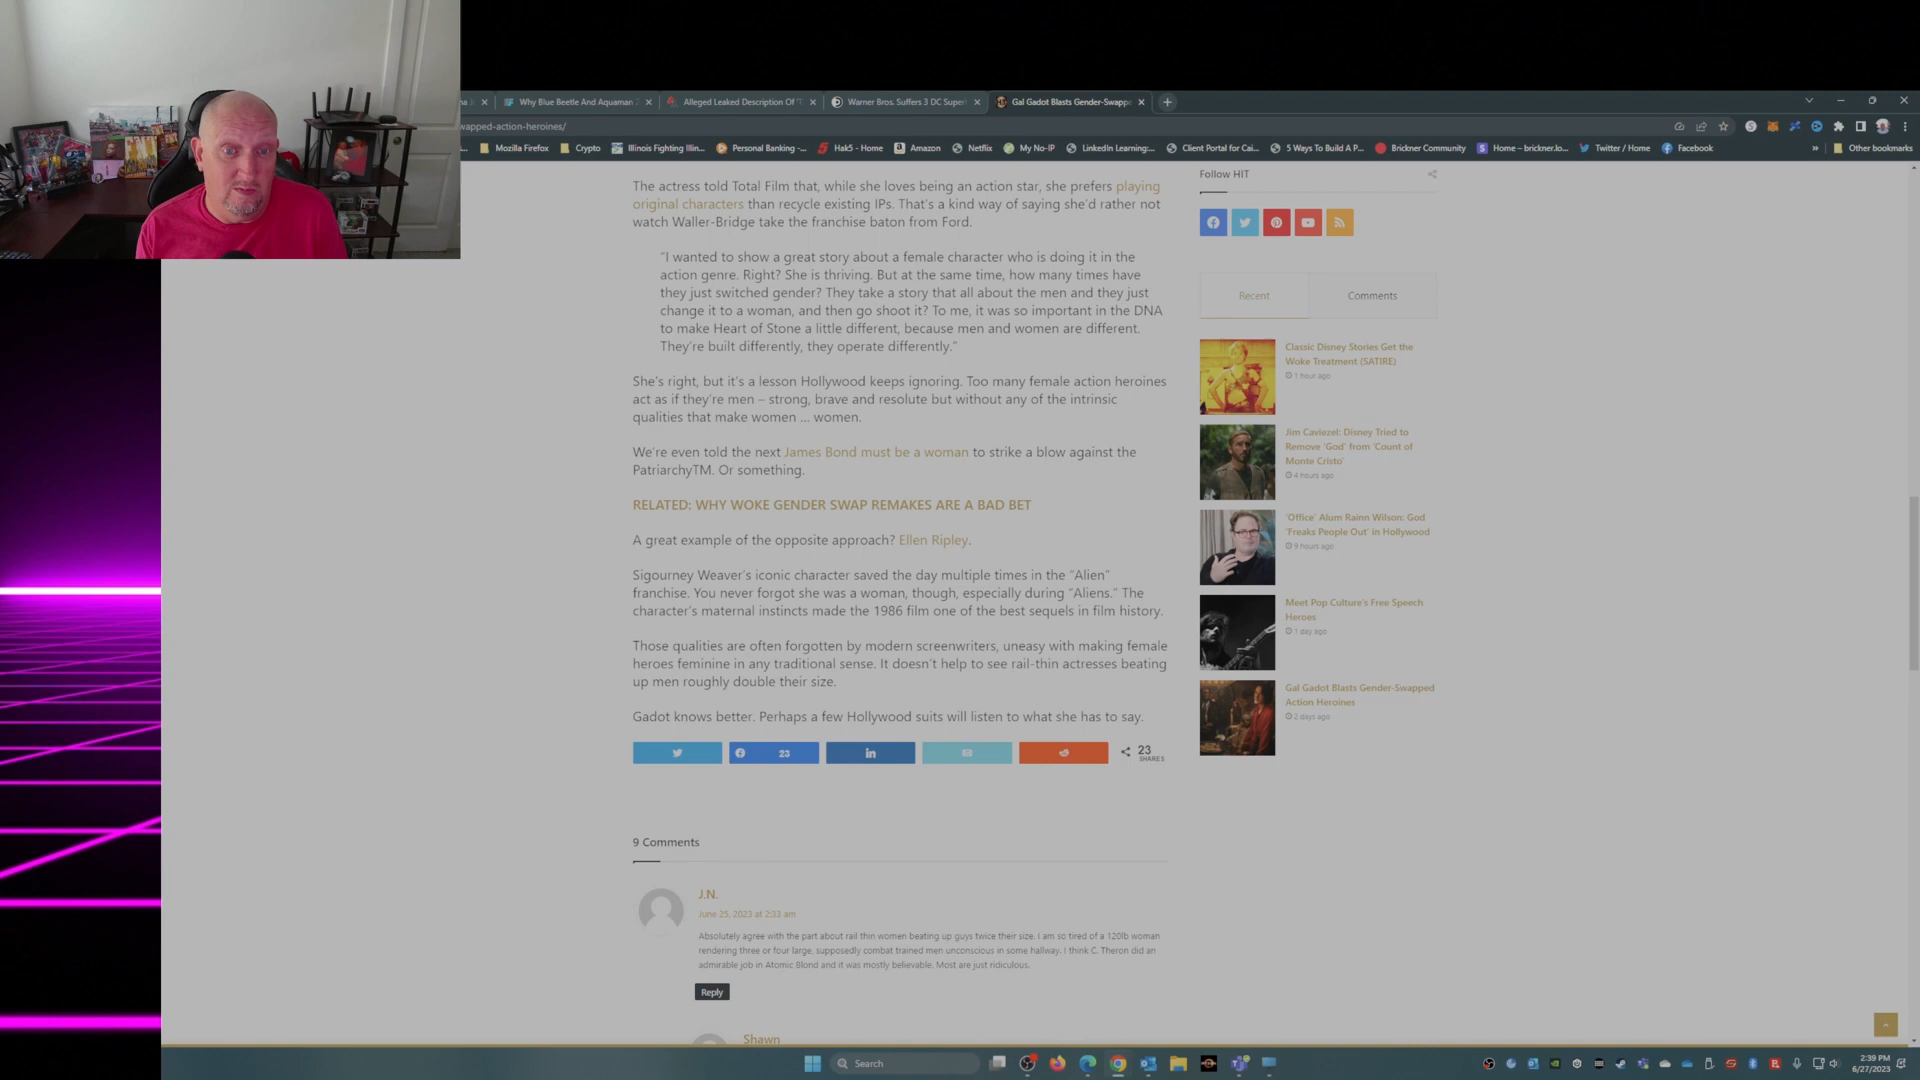 Why Blue Beetle And Aquaman
Alleged Leaked Description Of 'T
Warner Bros. Suffers 3 DC Super
Gal Gadot Blasts Gender-Swapp
wapped-action-heroines/
Mozilla Firefox
Crypto
Illinois Fighting Illin...
Personal Banking -...
Hak5 - Home
Amazon
Netflix
My No-IP
LinkedIn Learning:...
Client Portal for Cai...
5 Ways To Build A P...
Brickner Community
Home – brickner.lo...
Twitter / Home
Facebook
»
Other bookmarks
The actress told Total Film that, while she loves being an action star, she prefers playing
original characters than recycle existing IPs. That's a kind way of saying she'd rather not
watch Waller-Bridge take the franchise baton from Ford.
“I wanted to show a great story about a female character who is doing it in the
action genre. Right? She is thriving. But at the same time, how many times have
they just switched gender? They take a story that all about the men and they just
change it to a woman, and then go shoot it? To me, it was so important in the DNA
to make Heart of Stone a little different, because men and women are different.
They're built differently, they operate differently.”
She's right, but it's a lesson Hollywood keeps ignoring. Too many female action heroines
act as if they're men – strong, brave and resolute but without any of the intrinsic
qualities that make women … women.
We're even told the next James Bond must be a woman to strike a blow against the
PatriarchyTM. Or something.
RELATED: WHY WOKE GENDER SWAP REMAKES ARE A BAD BET
A great example of the opposite approach? Ellen Ripley.
Sigourney Weaver's iconic character saved the day multiple times in the “Alien”
franchise. You never forgot she was a woman, though, especially during “Aliens.” The
character's maternal instincts made the 1986 film one of the best sequels in film history.
Those qualities are often forgotten by modern screenwriters, uneasy with making female
heroes feminine in any traditional sense. It doesn't help to see rail-thin actresses beating
up men roughly double their size.
Gadot knows better. Perhaps a few Hollywood suits will listen to what she has to say.
23
23
SHARES
9 Comments
J.N.
June 25, 2023 at 2:33 am
Absolutely agree with the part about rail thin women beating up guys twice their size. I am so tired of a 120lb woman
rendering three or four large, supposedly combat trained men unconscious in some hallway. I think C. Theron did an
admirable job in Atomic Blond and it was mostly believable. Most are just ridiculous.
Reply
Shawn
Follow HIT
Recent
Comments
Classic Disney Stories Get the
Woke Treatment (SATIRE)
1 hour ago
Jim Caviezel: Disney Tried to
Remove 'God' from 'Count of
Monte Cristo'
4 hours ago
'Office' Alum Rainn Wilson: God
'Freaks People Out' in Hollywood
9 hours ago
Meet Pop Culture's Free Speech
Heroes
1 day ago
Gal Gadot Blasts Gender-Swapped
Action Heroines
2 days ago
Search
2:39 PM
6/27/2023